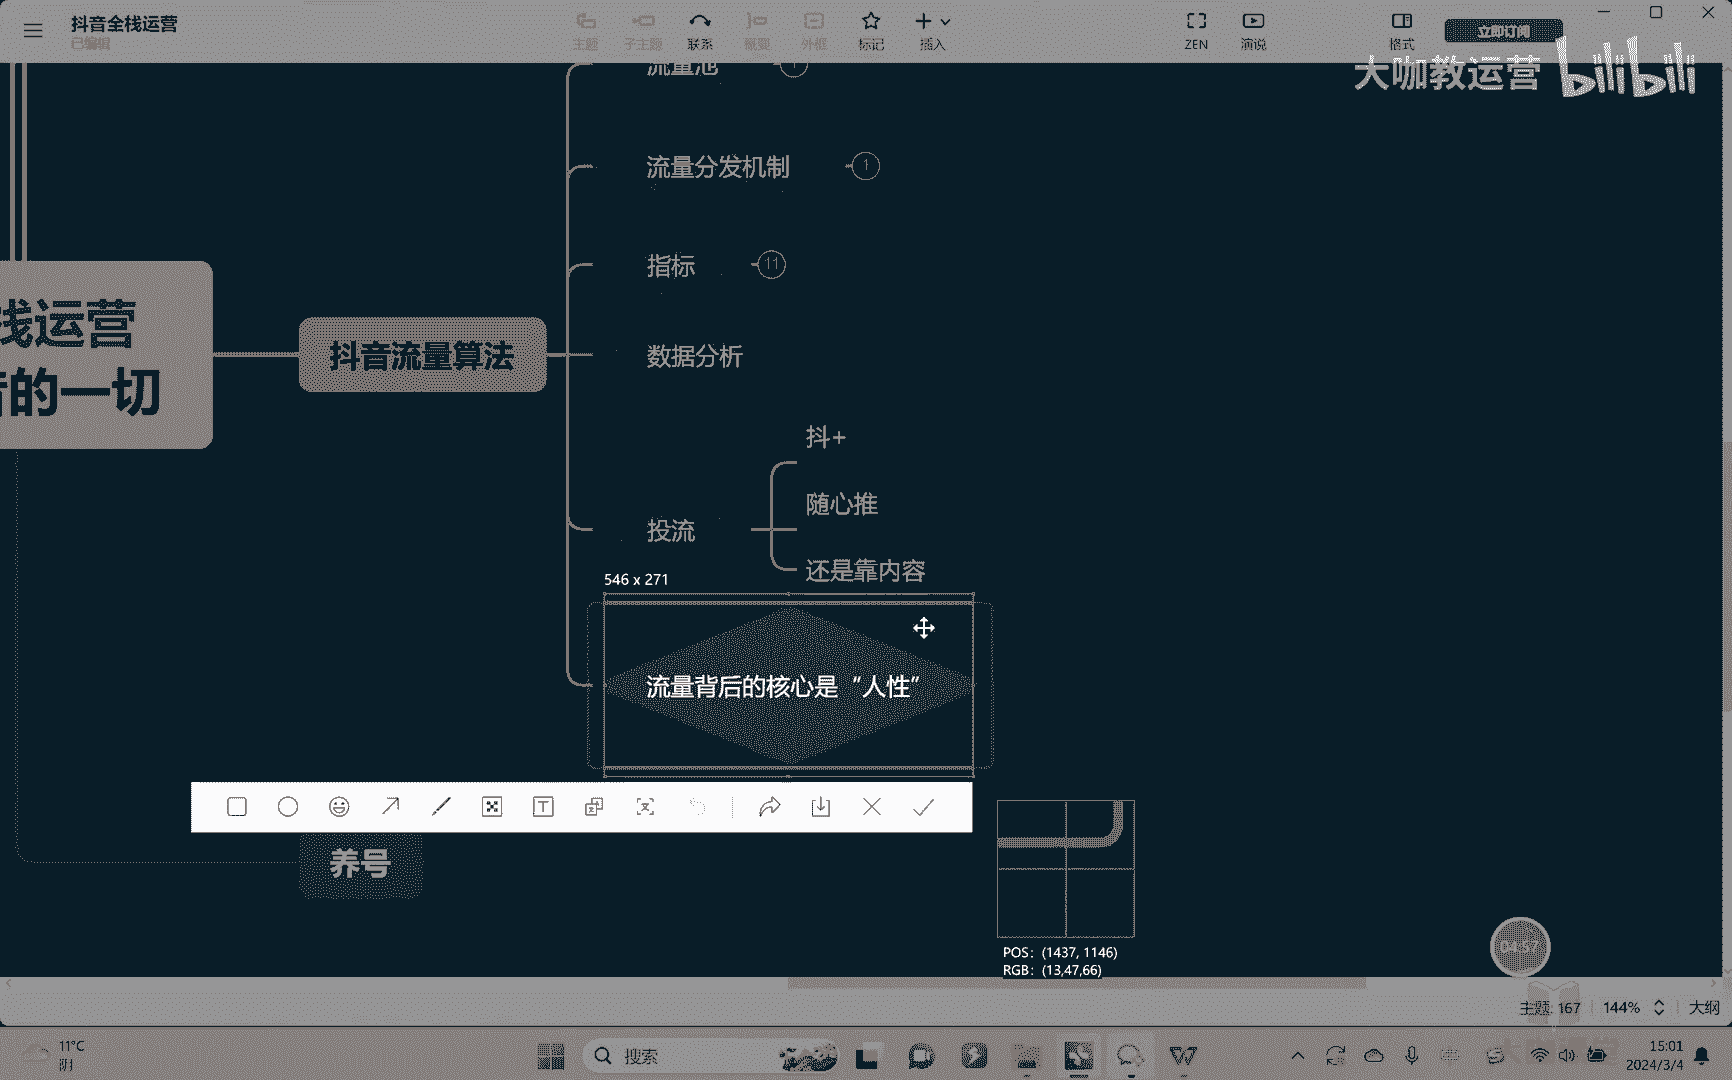 抖音全栈运营
已编辑
主题
子主题
联系
概要
外框
标记
插入
ZEN
演说
格式
立即订阅
大咖教运营 bilibili
流量池
1
流量分发机制
1
指标
11
栈运营
音的一切
抖音流量算法
数据分析
抖+
随心推
投流
还是靠内容
546 x 271
流量背后的核心是“人性”
T
养号
POS: (1437, 1146)
RGB: (13,47,66)
04:57
主题: 167
144%
大纲
11°C
阴
搜索
15:01
2024/3/4